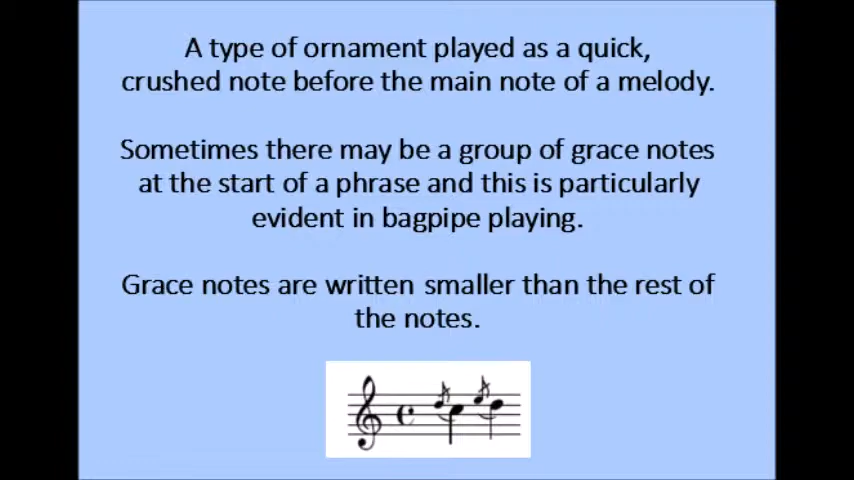 A type of ornament played as a quick,
crushed note before the main note of a melody.
Sometimes there may be a group of grace notes
at the start of a phrase and this is particularly
evident in bagpipe playing.
Grace notes are written smaller than the rest of
the notes.